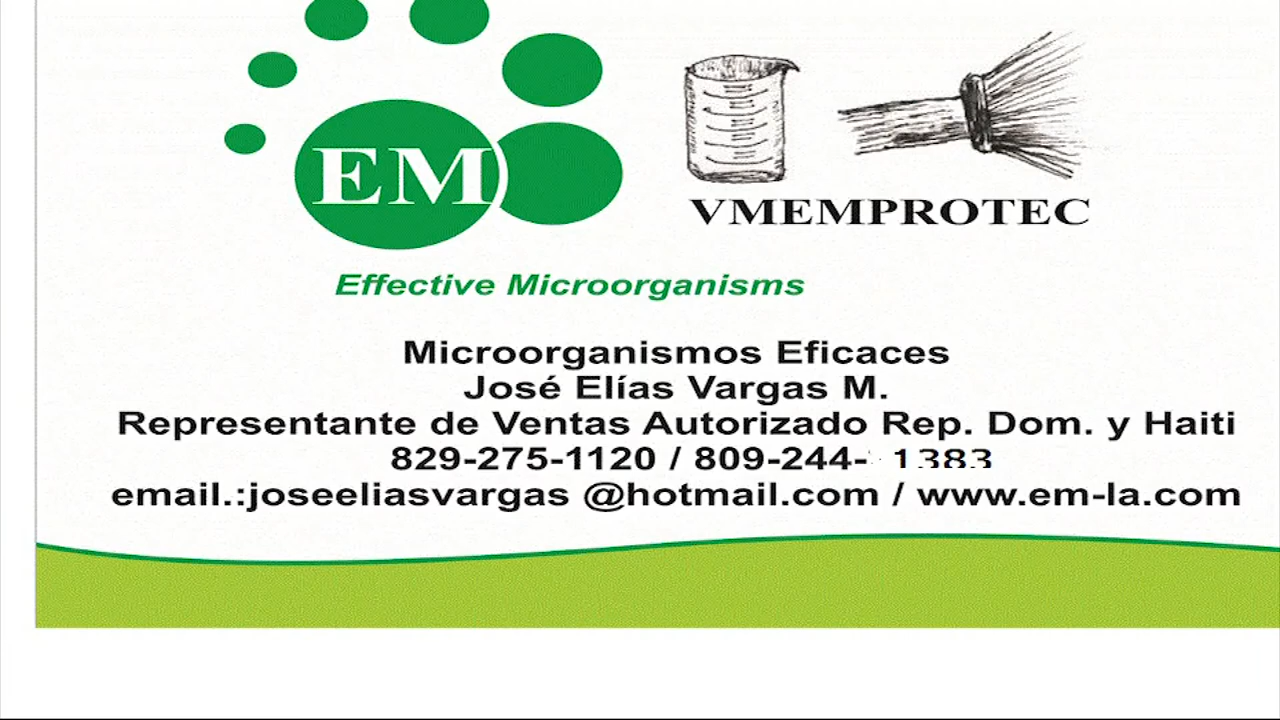 EM
VMEMPROTEC
Effective Microorganisms
Microorganismos Eficaces
José Elías Vargas M.
Representante de Ventas Autorizado Rep. Dom. y Haiti
829-275-1120 / 809-244-1383
email.:joseeliasvargas @hotmail.com / www.em-la.com